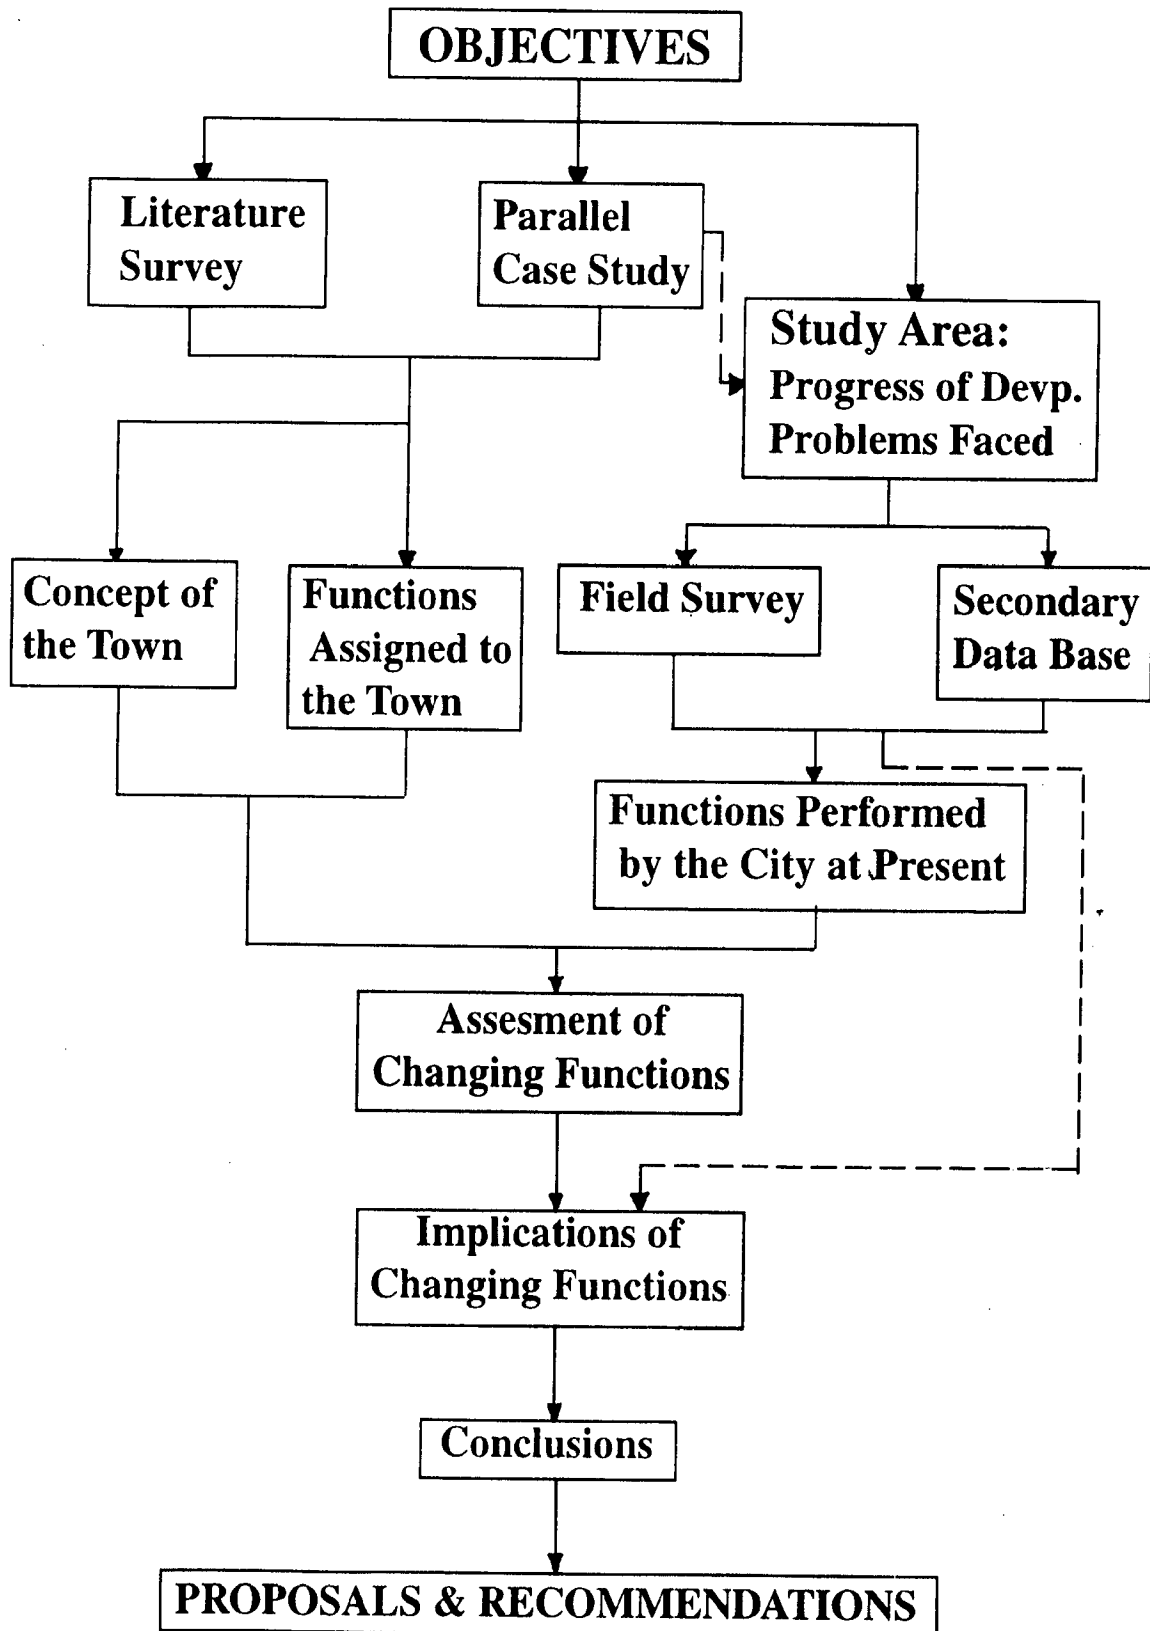 OBJECTIVES
Literature
Survey
Parallel
Case Study
Study Area:
Progress of Devp.
Problems Faced
Concept of
the Town
Functions
Assigned to
the Town
Field Survey
Secondary
Data Base
Functions Performed
by the City at Present
Assesment of
Changing Functions
Implications of
Changing Functions
Conclusions
PROPOSALS & RECOMMENDATIONS